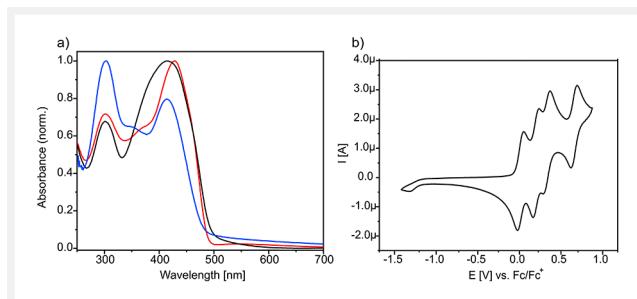 a)
1.0
0.8
0.6
0.4
0.2
0.0
Absorbance (norm.)
300 400 500 600 700
Wavelength [nm]
b)
4.0µ
3.0µ
2.0µ
1.0µ
0.0
-1.0µ
-2.0µ
I [A]
-1.5 -1.0 -0.5 0.0 0.5 1.0
E [V] vs. Fc/Fc⁺